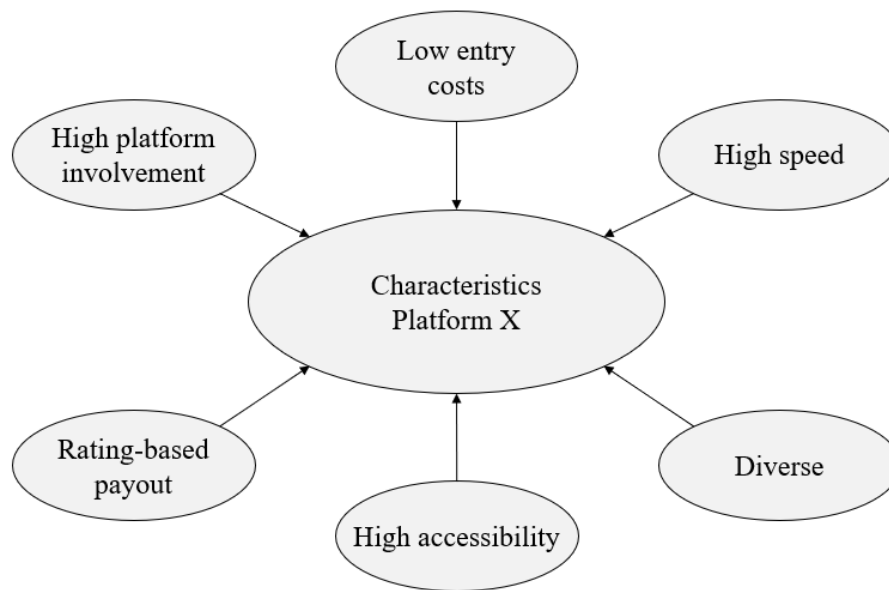 Low entry
costs
High platform
involvement
High speed
Characteristics
Platform X
Rating-based
payout
High accessibility
Diverse